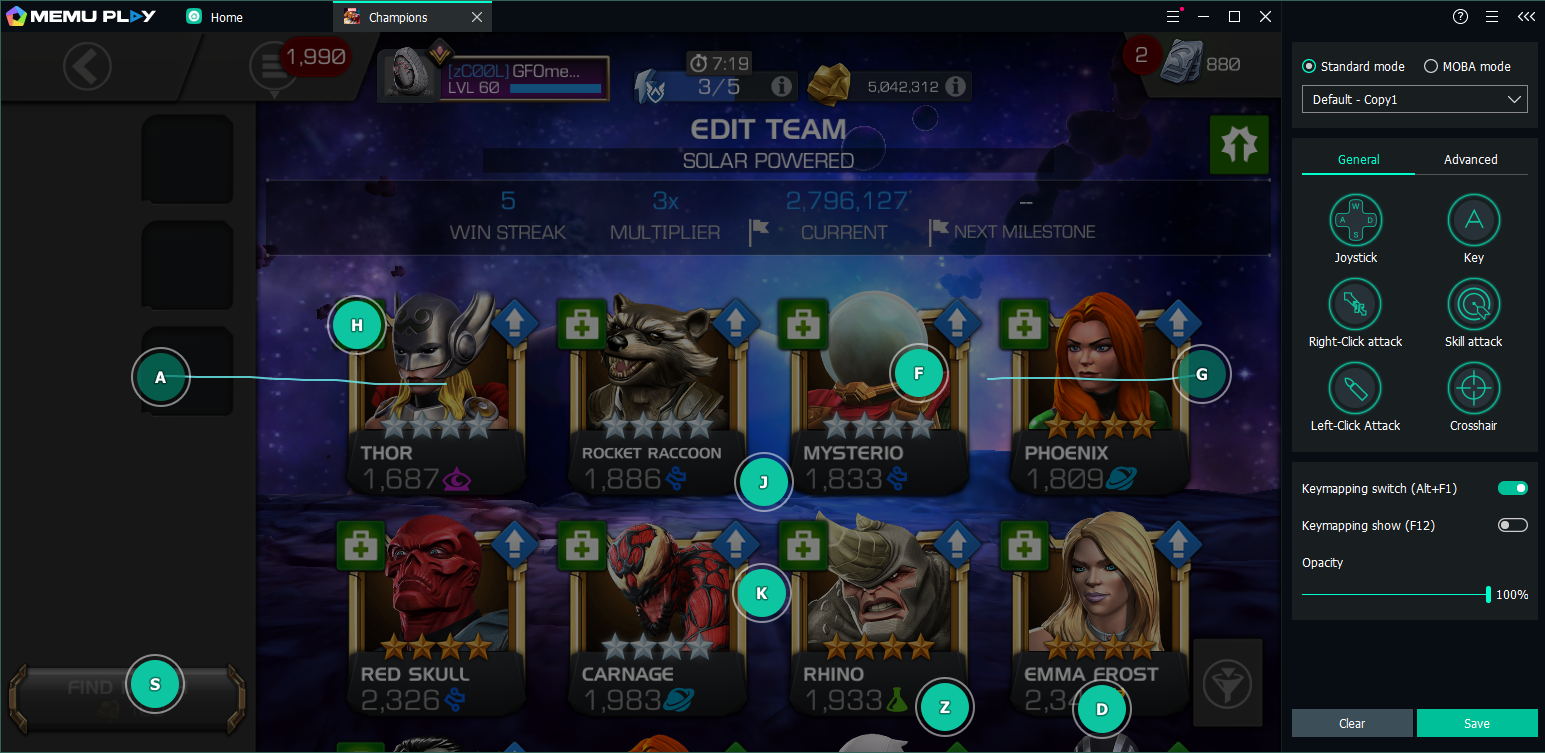 MEMU PLAY
Home
Champions
1,990
[zC00L] GFOme...
LVL 60
7:19
3/5
5,042,312
2
880
EDIT TEAM
SOLAR POWERED
5
3x
2,796,127*
--
WIN STREAK
MULTIPLIER
CURRENT
NEXT MILESTONE
H
A
F
G
THOR
1,687
ROCKET RACCOON
1,886
MYSTERIO
1,833
PHOENIX
1,809
J
K
RED SKULL
2,326
CARNAGE
1,983
RHINO
1,933
EMMA FROST
FIND
S
Z
D
Standard mode
MOBA mode
Default - Copy1
General
Advanced
W
A
D
S
Joystick
A
Key
Right-Click attack
Skill attack
Left-Click Attack
Crosshair
Keymapping switch (Alt+F1)
Keymapping show (F12)
Opacity
100%
Clear
Save